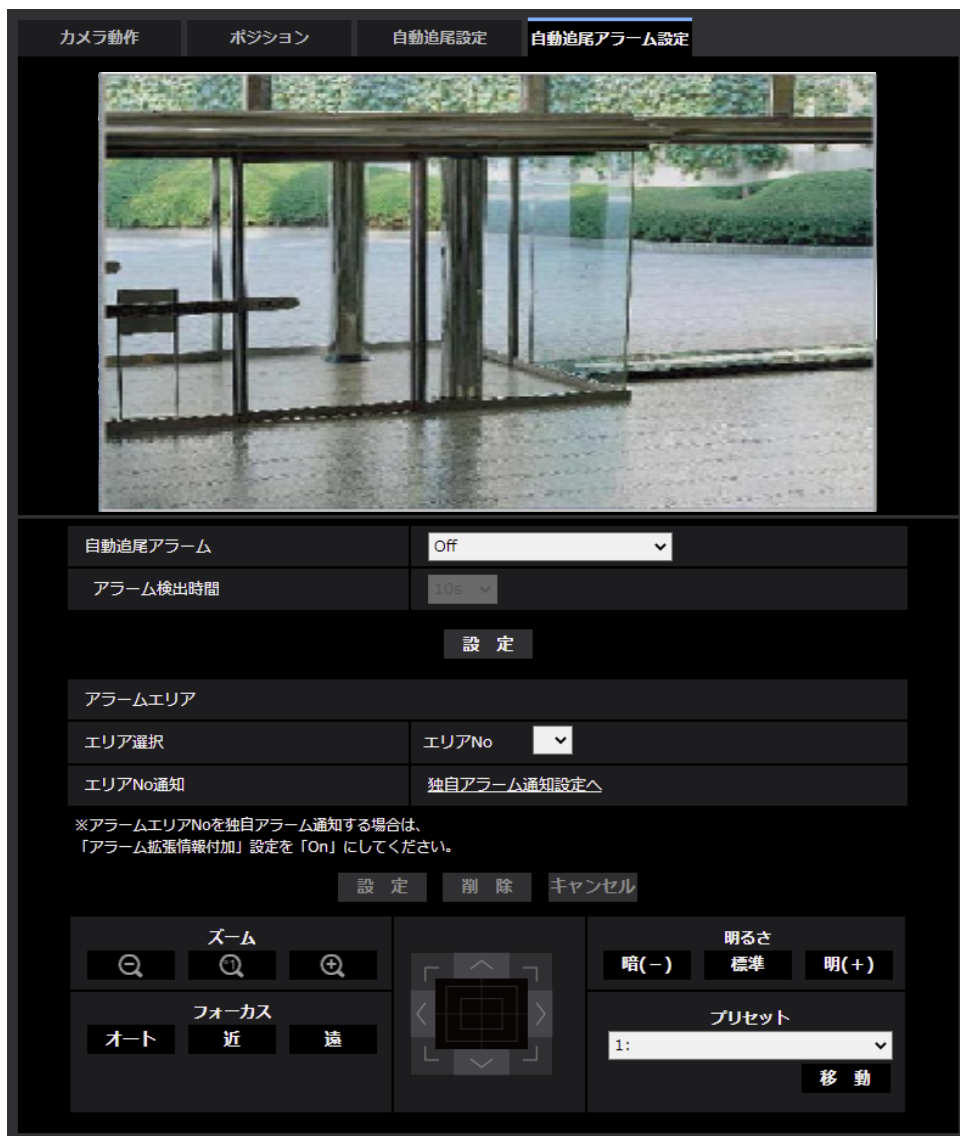 カメラ動作
ポジション
自動追尾設定
自動追尾アラーム設定
自動追尾アラーム
Off
アラーム検出時間
10s
設 定
アラームエリア
エリア選択
エリアNo
エリアNo通知
独自アラーム通知設定へ
※アラームエリアNoを独自アラーム通知する場合は、
「アラーム拡張情報付加」設定を「On」にしてください。
設 定
削 除
キャンセル
ズーム
×1
フォーカス
オート
近
遠
明るさ
暗(－)
標準
明(+)
プリセット
1:
移 動